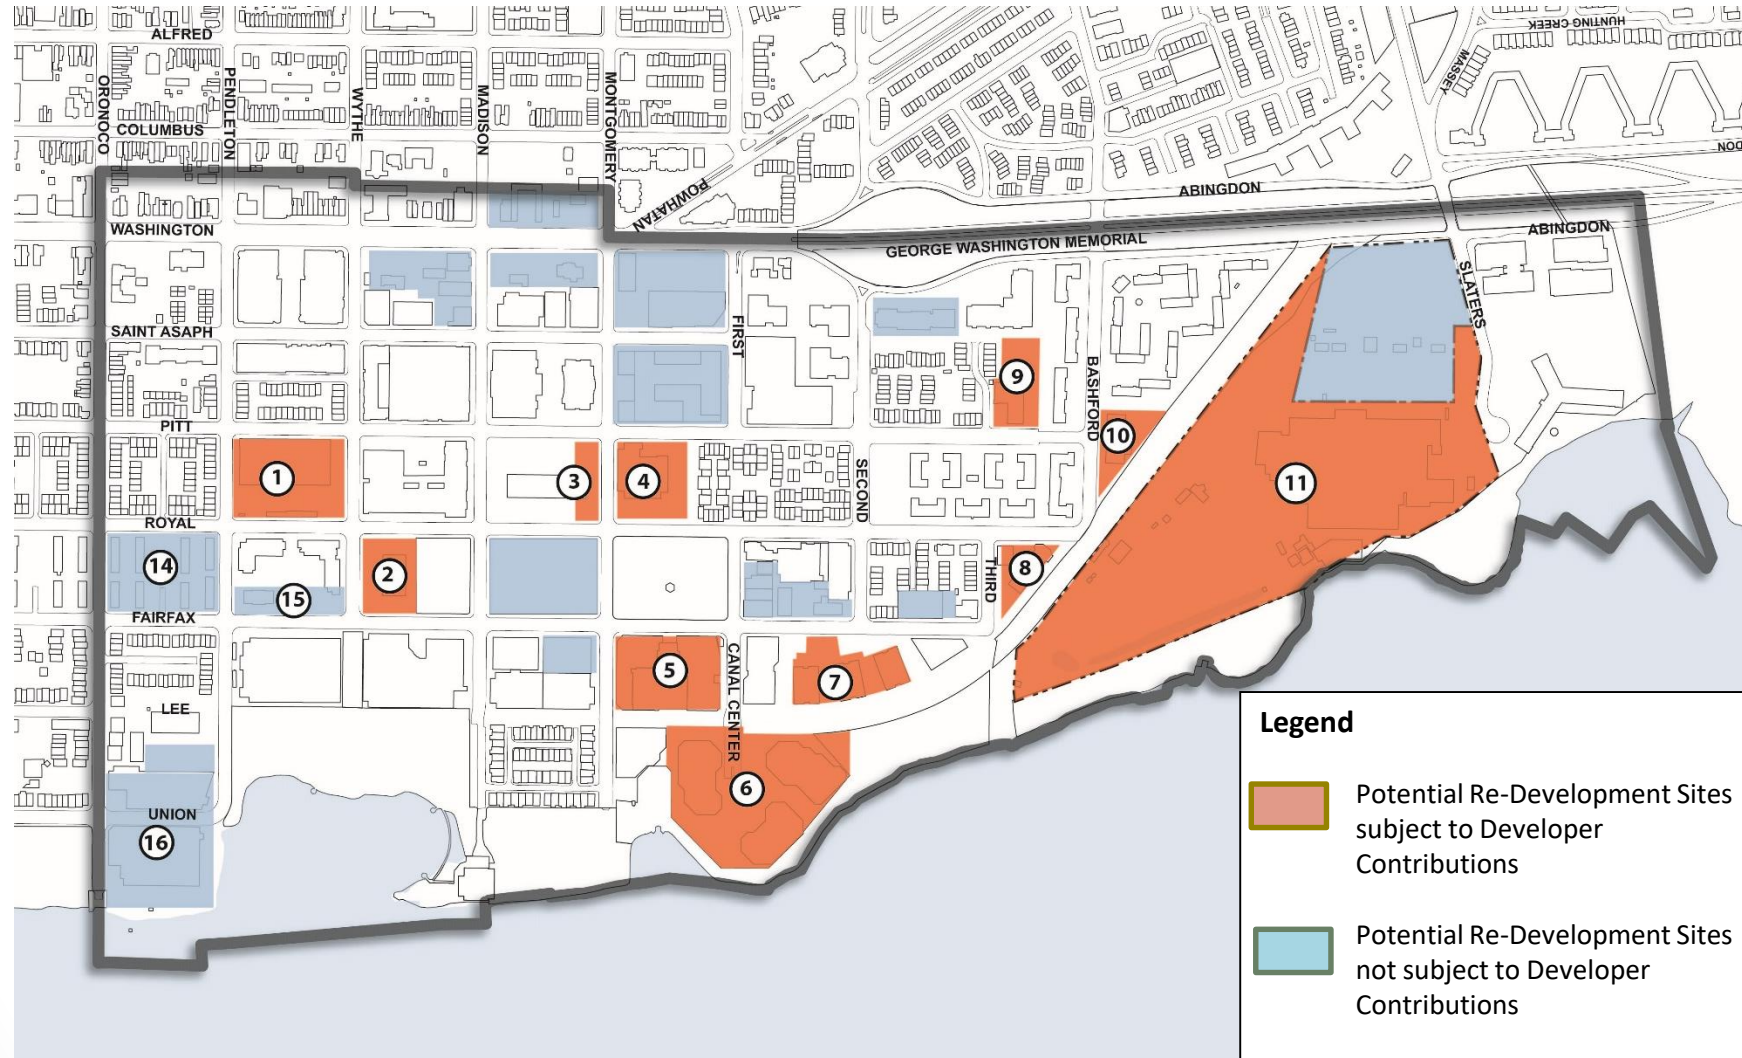 ALFRED
HUNTING CREEK
MASSEY
ORONOCO
PENDLETON
WYTHE
MADISON
MONTGOMERY
COLUMBUS
POWHATAN
ABINGDON
DON
WASHINGTON
GEORGE WASHINGTON MEMORIAL
ABINGDON
SLATERS
SAINT ASAPH
FIRST
BASHFORD
9
PITT
10
1
3
4
SECOND
11
ROYAL
14
15
2
THIRD
8
FAIRFAX
5
CANAL CENTER
7
LEE
6
UNION
16
Legend
Potential Re-Development Sites
subject to Developer
Contributions
Potential Re-Development Sites
not subject to Developer
Contributions